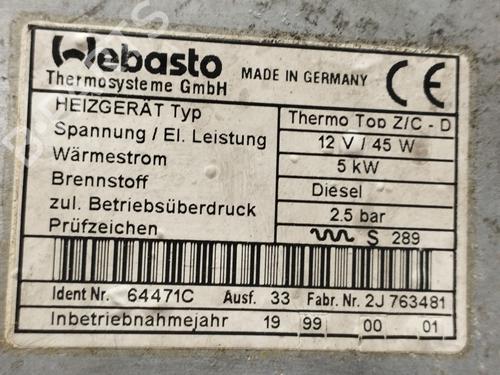 Webasto
Thermosysteme GmbH
MADE IN GERMANY
CE
HEIZGERÄT Typ Thermo Top Z/C - D
Spannung / El. Leistung 12 V / 45 W
Wärmestrom 5 kW
Brennstoff Diesel
zul. Betriebsüberdruck 2.5 bar
Prüfzeichen S 289
Ident Nr. 64471C Ausf. 33 Fabr. Nr. 2J 763481
Inbetriebnahmejahr 19 99 00 01